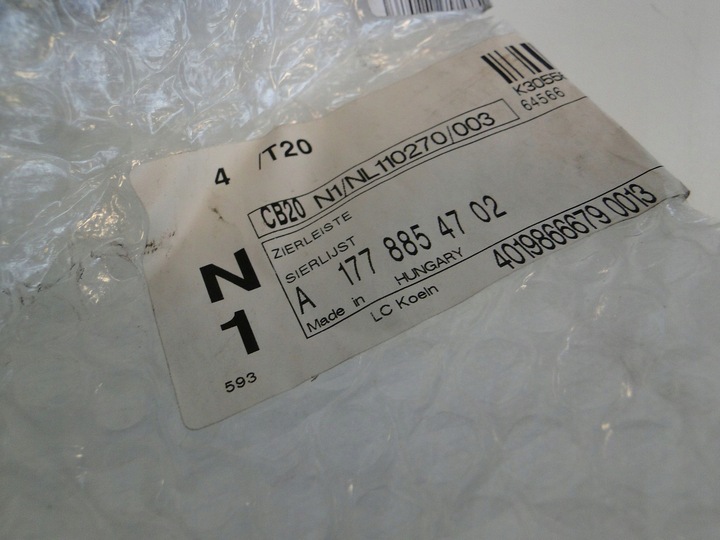 K3055
64566
4 /T20
CB20 N1/NL110270/003
ZIERLEISTE
SIERLIJST
A 177 885 47 02
Made in HUNGARY 4019866679 0013
LC Koeln
N
1
593